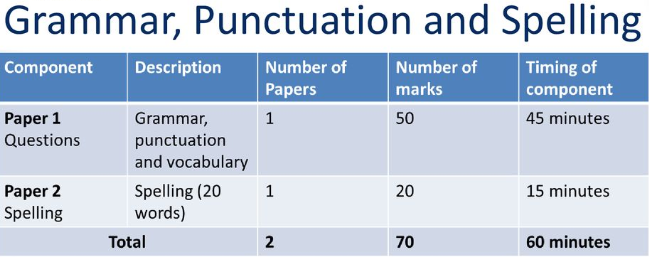 Grammar, Punctuation and Spelling
Component Description Number of Papers Number of marks Timing of component
Paper 1 Questions Grammar, punctuation and vocabulary 1 50 45 minutes
Paper 2 Spelling Spelling (20 words) 1 20 15 minutes
Total 2 70 60 minutes